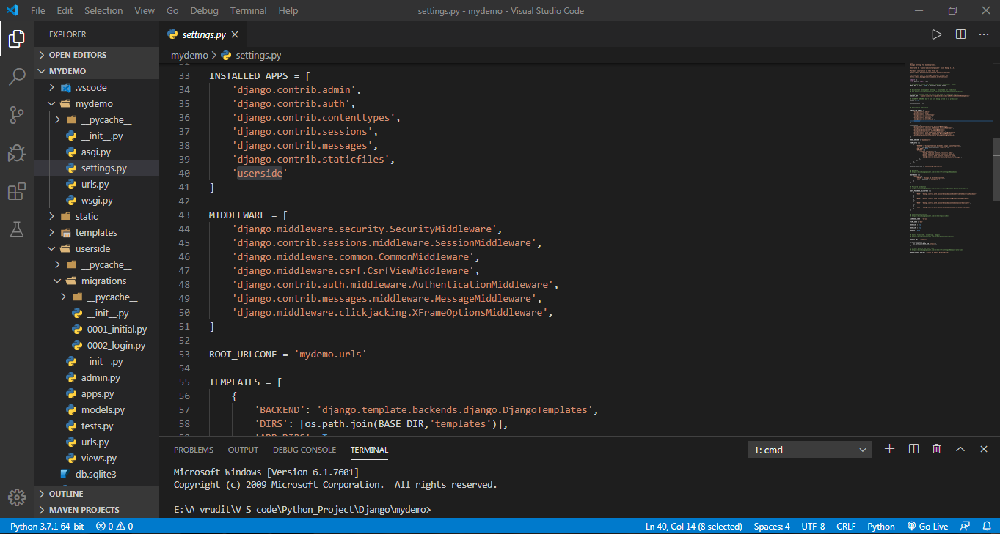 File Edit Selection View Go Debug Terminal Help settings.py - mydemo - Visual Studio Code
EXPLORER
OPEN EDITORS
MYDEMO
.vscode
mydemo
__pycache__
__init__.py
asgi.py
settings.py
urls.py
wsgi.py
static
templates
userside
__pycache__
migrations
__pycache__
__init__.py
0001_initial.py
0002_login.py
__init__.py
admin.py
apps.py
models.py
tests.py
urls.py
views.py
db.sqlite3
OUTLINE
MAVEN PROJECTS
settings.py
mydemo > settings.py
32
33 INSTALLED_APPS = [
34 'django.contrib.admin',
35 'django.contrib.auth',
36 'django.contrib.contenttypes',
37 'django.contrib.sessions',
38 'django.contrib.messages',
39 'django.contrib.staticfiles',
40 'userside'
41 ]
42
43 MIDDLEWARE = [
44 'django.middleware.security.SecurityMiddleware',
45 'django.contrib.sessions.middleware.SessionMiddleware',
46 'django.middleware.common.CommonMiddleware',
47 'django.middleware.csrf.CsrfViewMiddleware',
48 'django.contrib.auth.middleware.AuthenticationMiddleware',
49 'django.contrib.messages.middleware.MessageMiddleware',
50 'django.middleware.clickjacking.XFrameOptionsMiddleware',
51 ]
52
53 ROOT_URLCONF = 'mydemo.urls'
54
55 TEMPLATES = [
56 {
57 'BACKEND': 'django.template.backends.django.DjangoTemplates',
58 'DIRS': [os.path.join(BASE_DIR,'templates')],
PROBLEMS OUTPUT DEBUG CONSOLE TERMINAL 1: cmd
Microsoft Windows [Version 6.1.7601]
Copyright (c) 2009 Microsoft Corporation.  All rights reserved.
E:\A vrudit\V S code\Python_Project\Django\mydemo>
Python 3.7.1 64-bit 0 0 Ln 40, Col 14 (8 selected) Spaces: 4 UTF-8 CRLF Python Go Live